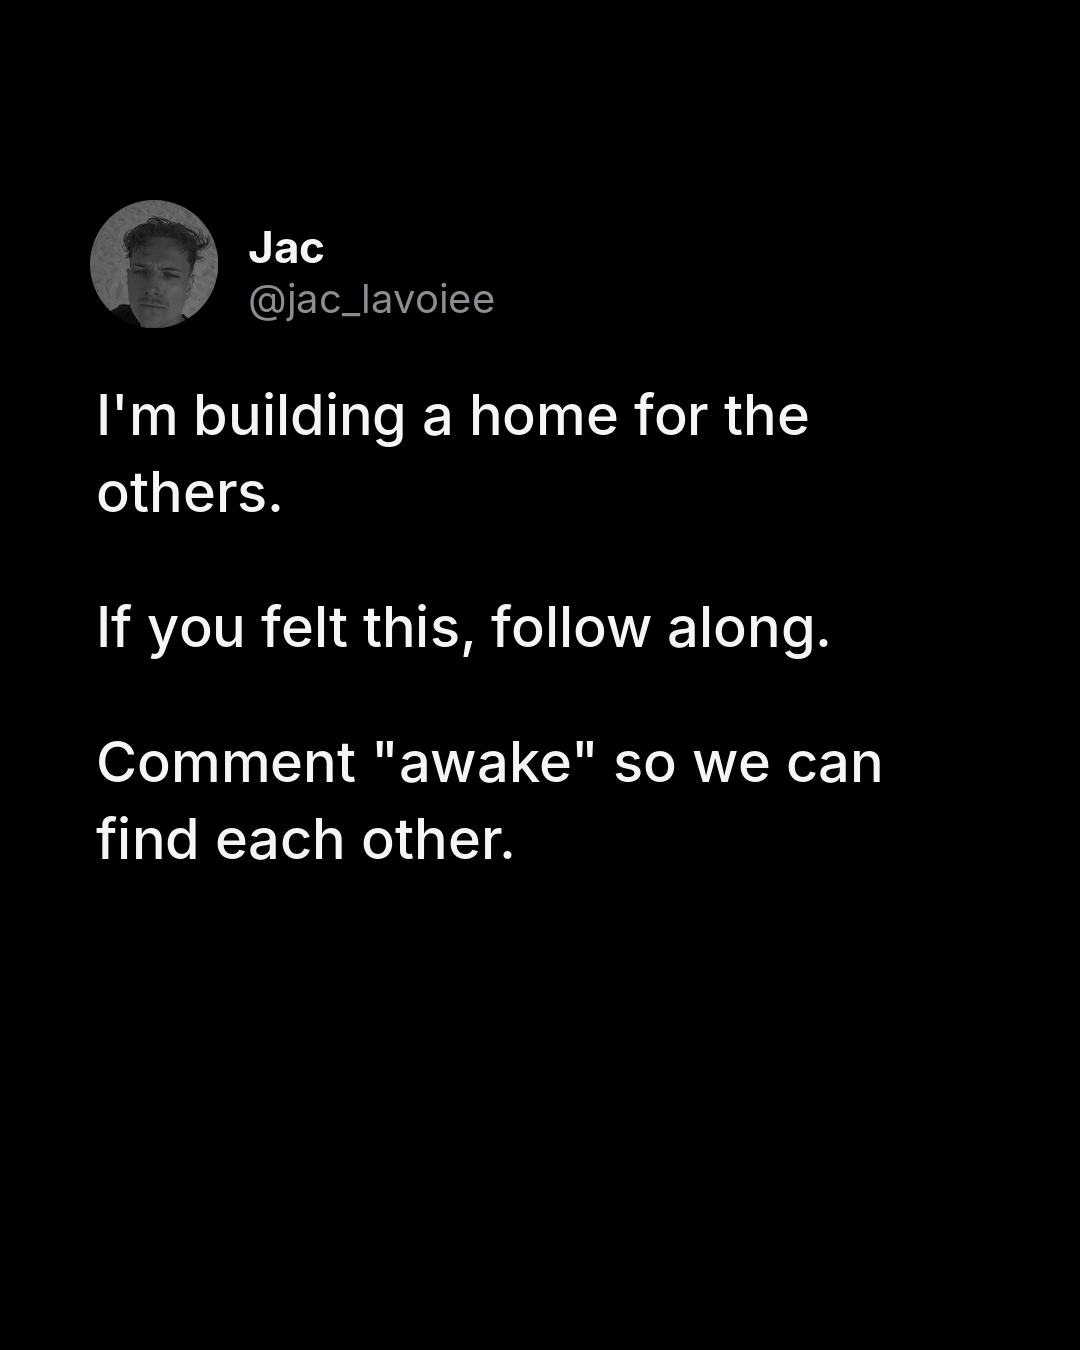 Jac
@jac_lavoiee
I'm building a home for the
others.
If you felt this, follow along.
Comment "awake" so we can
find each other.